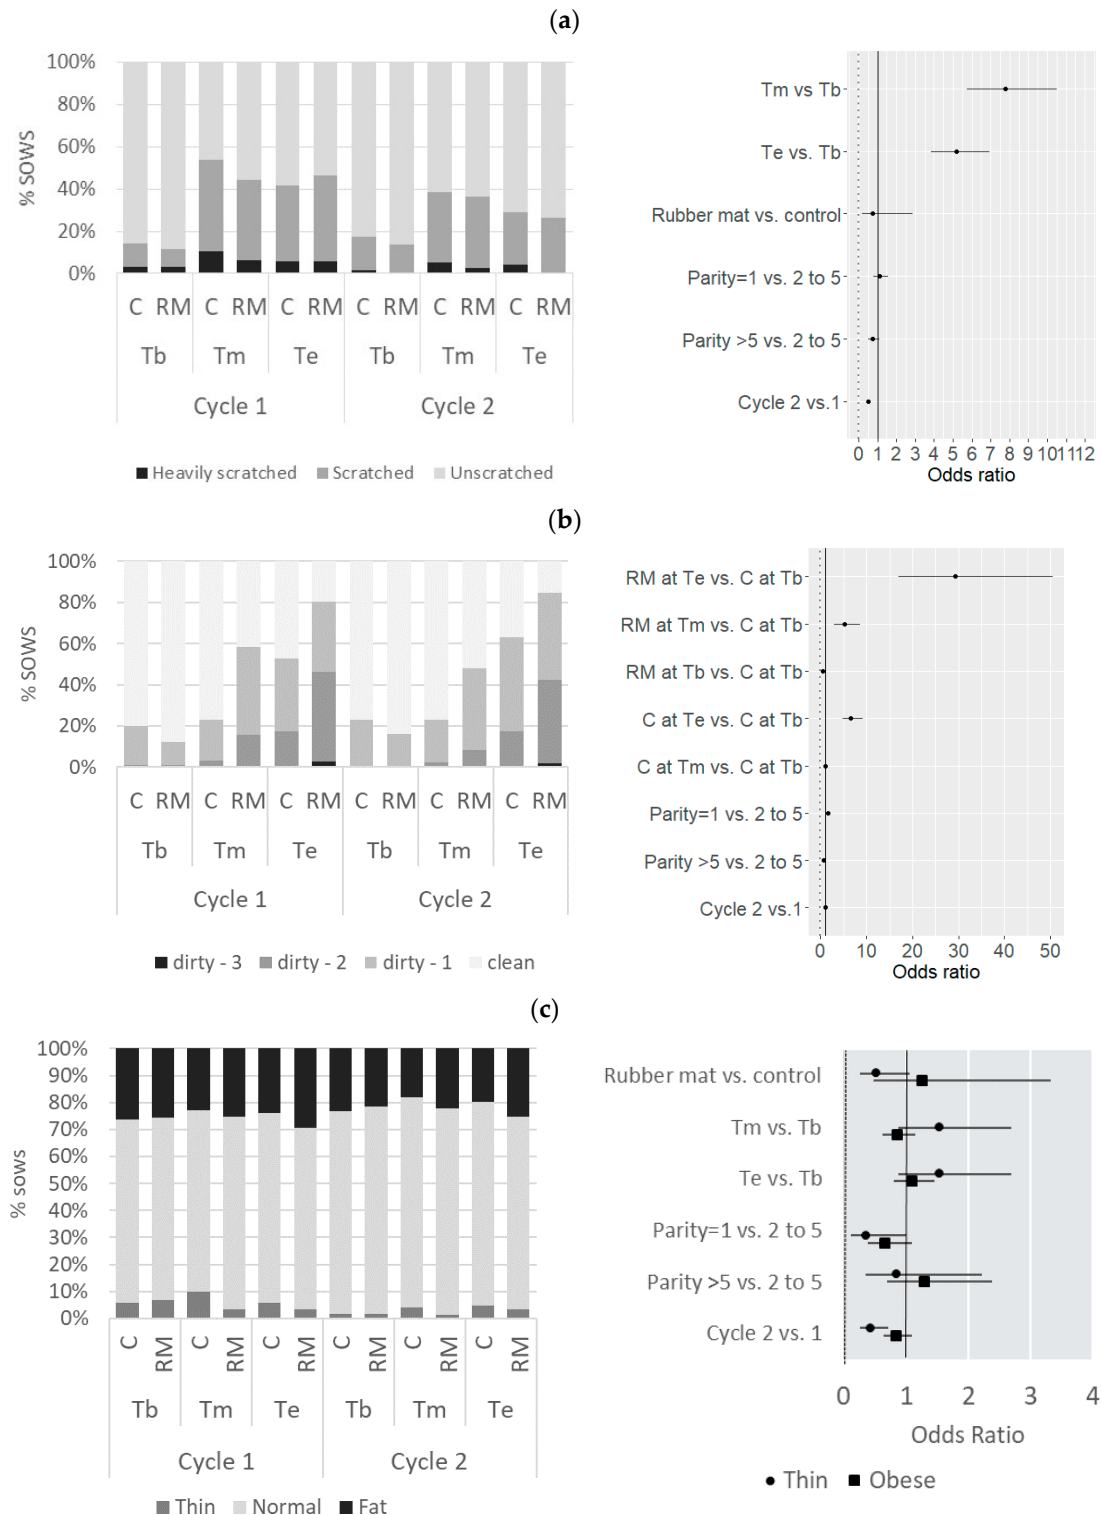 (a)
% sows
100%
80%
60%
40%
20%
0%
C RM C RM C RM C RM C RM C RM
Tb Tm Te Tb Tm Te
Cycle 1 Cycle 2
Heavily scratched Scratched Unscratched
Tm vs Tb
Te vs. Tb
Rubber mat vs. control
Parity=1 vs. 2 to 5
Parity >5 vs. 2 to 5
Cycle 2 vs.1
0 1 2 3 4 5 6 7 8 9 10 11 12
Odds ratio
(b)
% sows
100%
80%
60%
40%
20%
0%
C RM C RM C RM C RM C RM C RM
Tb Tm Te Tb Tm Te
Cycle 1 Cycle 2
dirty - 3 dirty - 2 dirty - 1 clean
RM at Te vs. C at Tb
RM at Tm vs. C at Tb
RM at Tb vs. C at Tb
C at Te vs. C at Tb
C at Tm vs. C at Tb
Parity=1 vs. 2 to 5
Parity >5 vs. 2 to 5
Cycle 2 vs.1
0 10 20 30 40 50
Odds ratio
(c)
% sows
100%
90%
80%
70%
60%
50%
40%
30%
20%
10%
0%
C RM C RM C RM C RM C RM C RM
Tb Tm Te Tb Tm Te
Cycle 1 Cycle 2
Thin Normal Fat
Rubber mat vs. control
Tm vs. Tb
Te vs. Tb
Parity=1 vs. 2 to 5
Parity >5 vs. 2 to 5
Cycle 2 vs. 1
0 1 2 3 4
Odds Ratio
Thin Obese